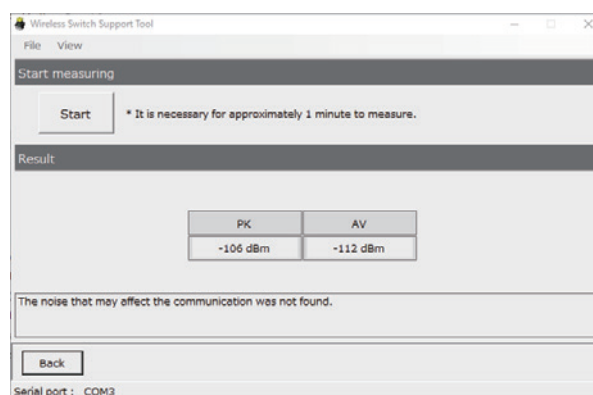 Wireless Switch Support Tool
File View
Start measuring
Start * It is necessary for approximately 1 minute to measure.
Result
PK AV
-106 dBm -112 dBm
The noise that may affect the communication was not found.
Back
Serial port : COM3